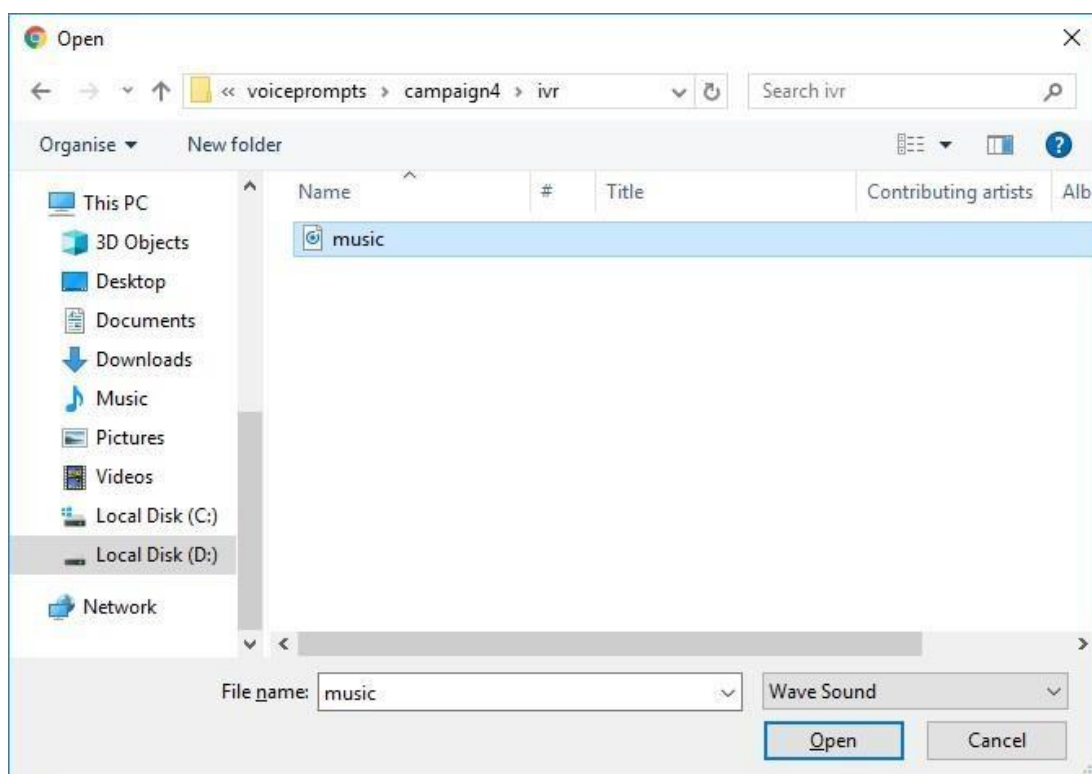 Open
« voiceprompts > campaign4 > ivr
Search ivr
Organise
New folder
Name # Title Contributing artists Alb
This PC
3D Objects
Desktop
Documents
Downloads
Music
Pictures
Videos
Local Disk (C:)
Local Disk (D:)
Network
music
File name: music
Wave Sound
Open Cancel